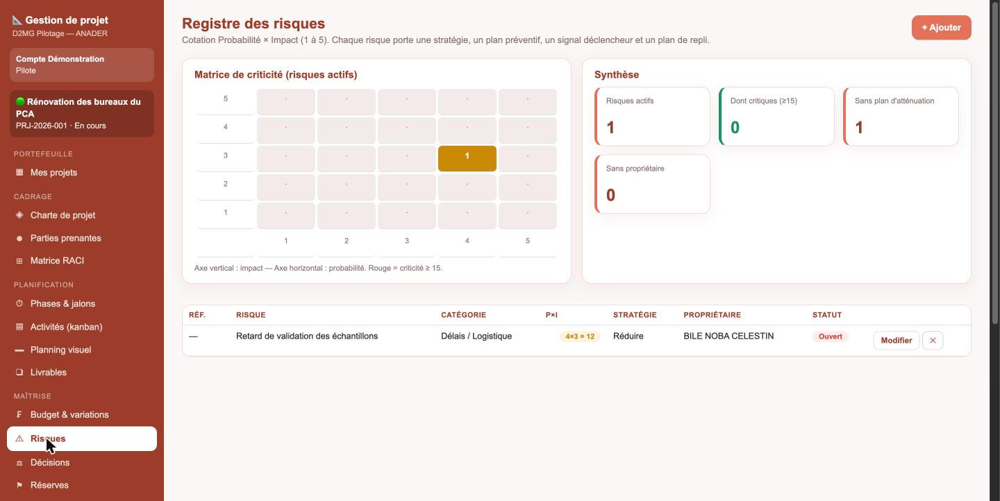 📐 Gestion de projet
D2MG Pilotage — ANADER
Compte Démonstration
Pilote
Rénovation des bureaux du
PCA
PRJ-2026-001 · En cours
PORTEFEUILLE
Mes projets
CADRAGE
Charte de projet
Parties prenantes
Matrice RACI
PLANIFICATION
Phases & jalons
Activités (kanban)
Planning visuel
Livrables
MAÎTRISE
₣ Budget & variations
Risques
Décisions
Réserves
Registre des risques
Cotation Probabilité × Impact (1 à 5). Chaque risque porte une stratégie, un plan préventif, un signal déclencheur et un plan de repli.
+ Ajouter
Matrice de criticité (risques actifs)
5 · · · · ·
4 · · · · ·
3 · · · 1 ·
2 · · · · ·
1 · · · · ·
1 2 3 4 5
Axe vertical : impact — Axe horizontal : probabilité. Rouge = criticité ≥ 15.
Synthèse
Risques actifs
1
Dont critiques (≥15)
0
Sans plan d'atténuation
1
Sans propriétaire
0
RÉF. RISQUE CATÉGORIE P×I STRATÉGIE PROPRIÉTAIRE STATUT
— Retard de validation des échantillons Délais / Logistique 4×3 = 12 Réduire BILE NOBA CELESTIN Ouvert Modifier ✕